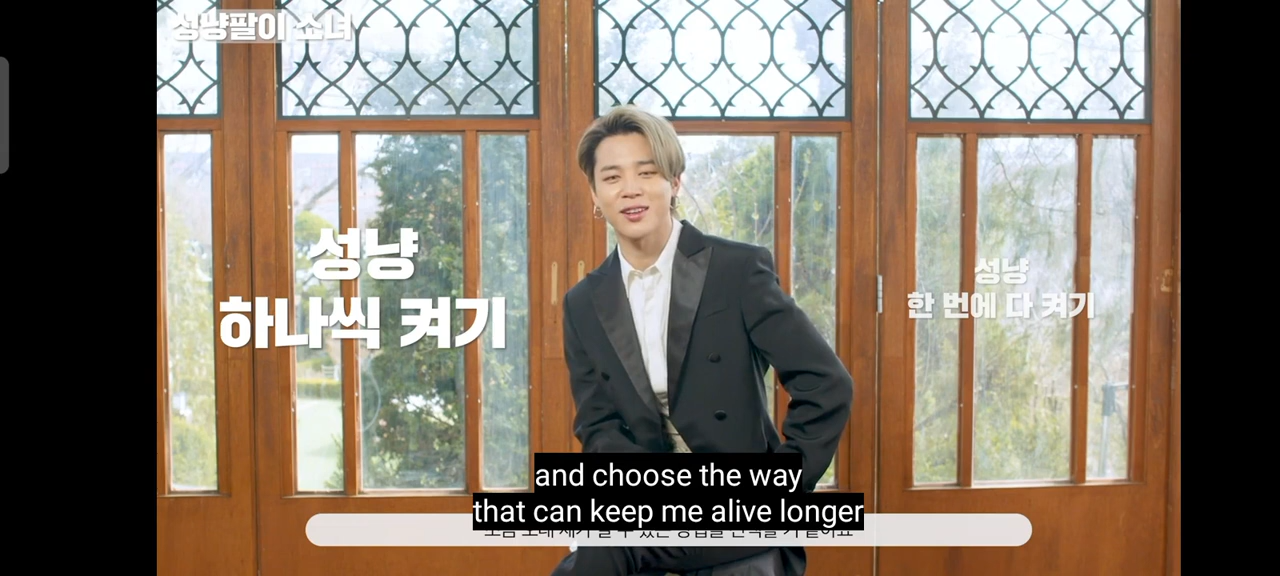 성냥팔이 소녀
성냥
하나씩 켜기
성냥
한 번에 다 켜기
and choose the way
that can keep me alive longer